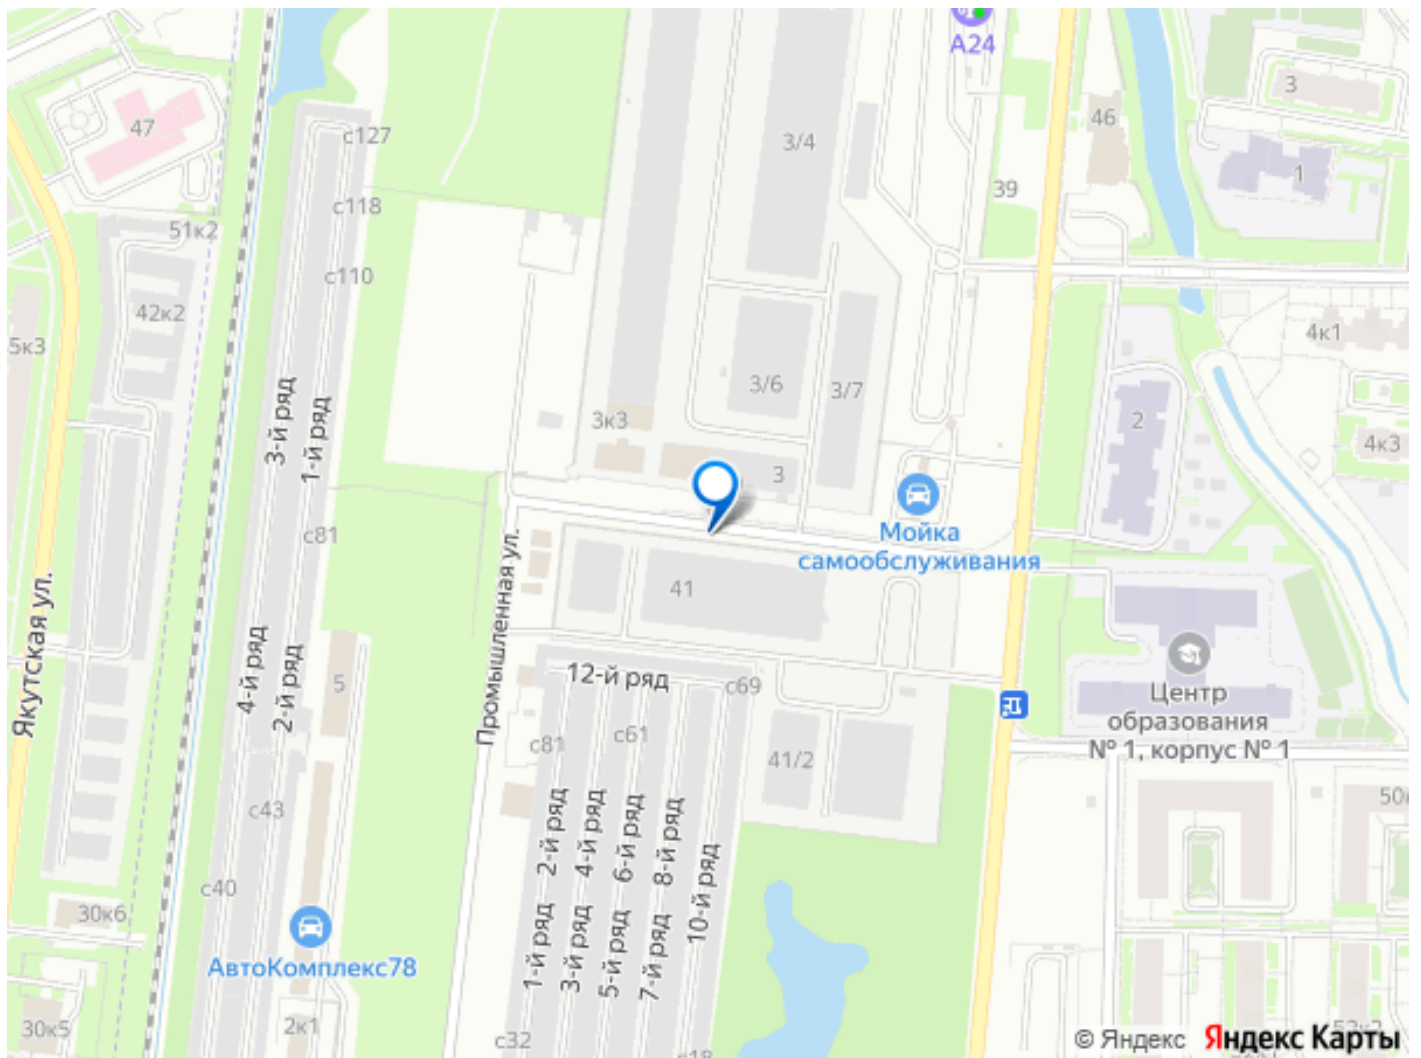 А24
3
47
с127
3/4
46
1
39
с118
51к2
с110
42к2
5к3
4к1
3/6
3/7
3-й ряд
1-й ряд
3к3
2
4к3
3
с81
Мойка
самообслуживания
Промышленная ул.
41
Якутская ул.
4-й ряд
2-й ряд
5
12-й ряд
с69
Центр
образования
№ 1, корпус № 1
с81
с61
41/2
50к
с43
2-й ряд
4-й ряд
6-й ряд
8-й ряд
10-й ряд
с40
30к6
1-й ряд
3-й ряд
5-й ряд
7-й ряд
АвтоКомплекс78
30к5
2к1
с32
с18
52к2
© Яндекс Яндекс Карты